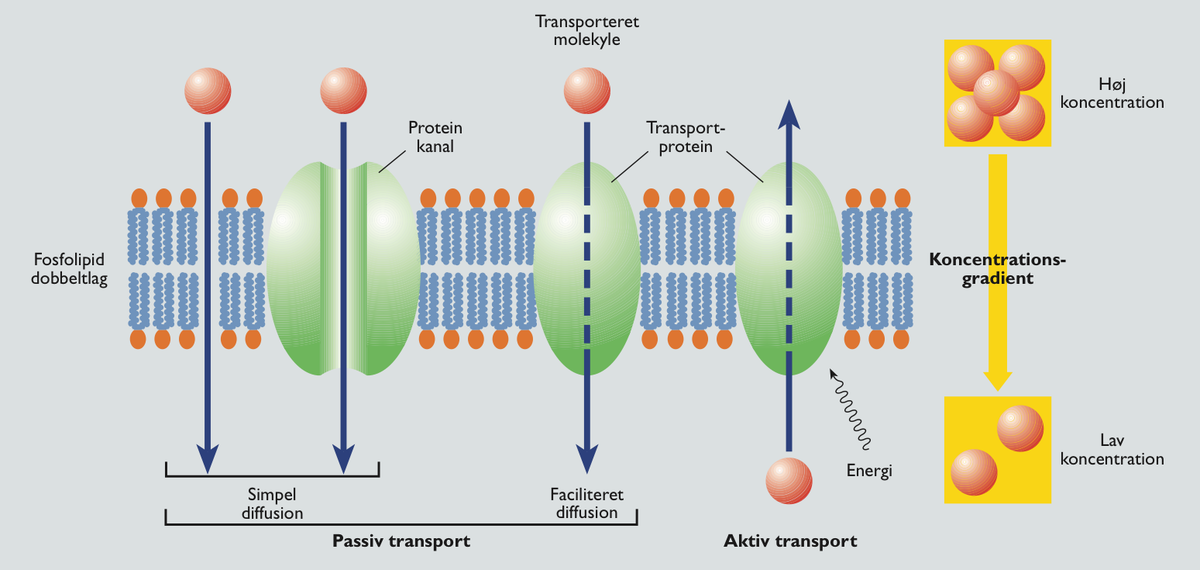 Transporteret
molekyle
Høj
koncentration
Protein
kanal
Transport-
protein
Fosfolipid
dobbeltlag
Koncentrations-
gradient
Lav
koncentration
Energi
Simpel
diffusion
Faciliteret
diffusion
Passiv transport
Aktiv transport